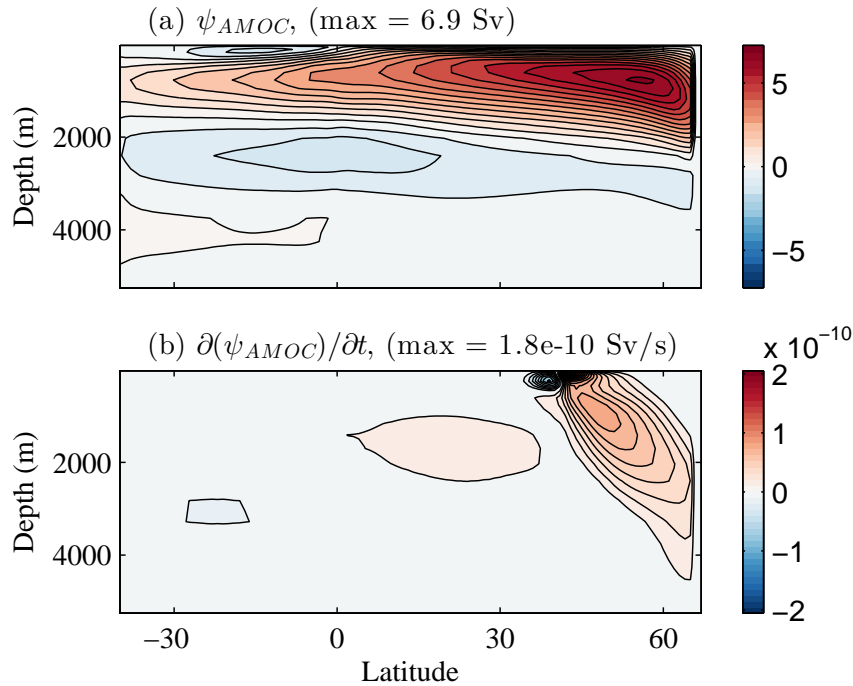 (a) ψ_AMOC, (max = 6.9 Sv)
Depth (m)
2000
4000
5
0
−5
(b) ∂(ψ_AMOC)/∂t, (max = 1.8e-10 Sv/s)
x 10^−10
Depth (m)
2000
4000
2
1
0
−1
−2
−30 0 30 60
Latitude